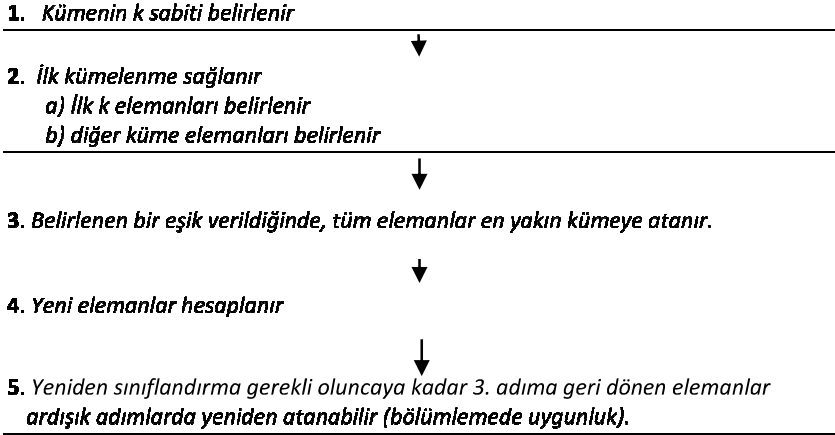 1. Kümenin k sabiti belirlenir
2. İlk kümelenme sağlanır
a) İlk k elemanları belirlenir
b) diğer küme elemanları belirlenir
3. Belirlenen bir eşik verildiğinde, tüm elemanlar en yakın kümeye atanır.
4. Yeni elemanlar hesaplanır
5. Yeniden sınıflandırma gerekli oluncaya kadar 3. adıma geri dönen elemanlar
ardışık adımlarda yeniden atanabilir (bölümlemede uygunluk).